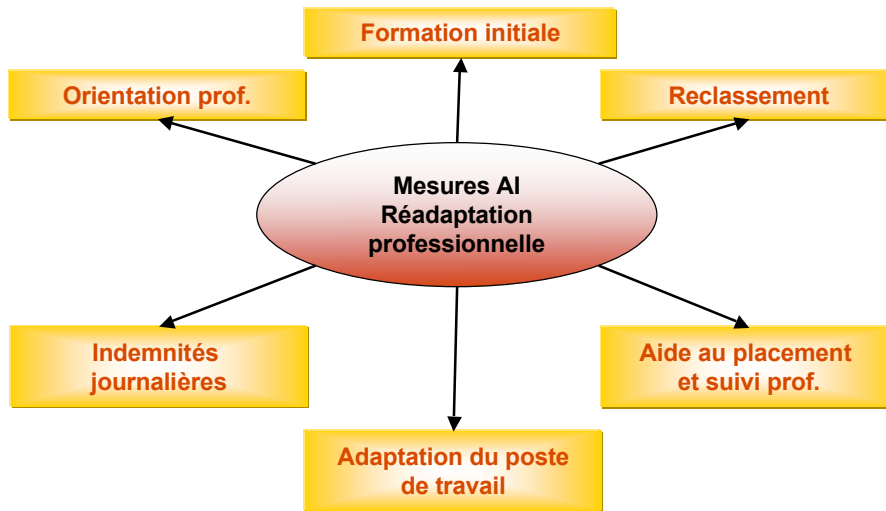 Formation initiale
Orientation prof.
Reclassement
Mesures AI
Réadaptation
professionnelle
Indemnités
journalières
Aide au placement
et suivi prof.
Adaptation du poste
de travail